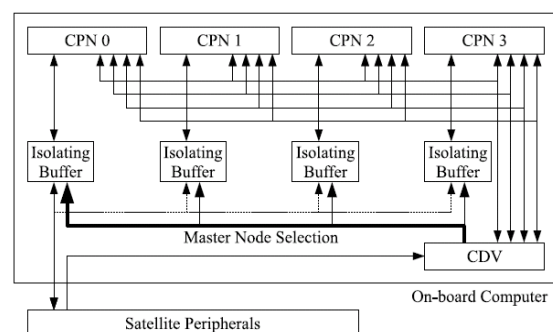 CPN 0 CPN 1 CPN 2 CPN 3
Isolating Buffer Isolating Buffer Isolating Buffer Isolating Buffer
Master Node Selection
CDV
On-board Computer
Satellite Peripherals